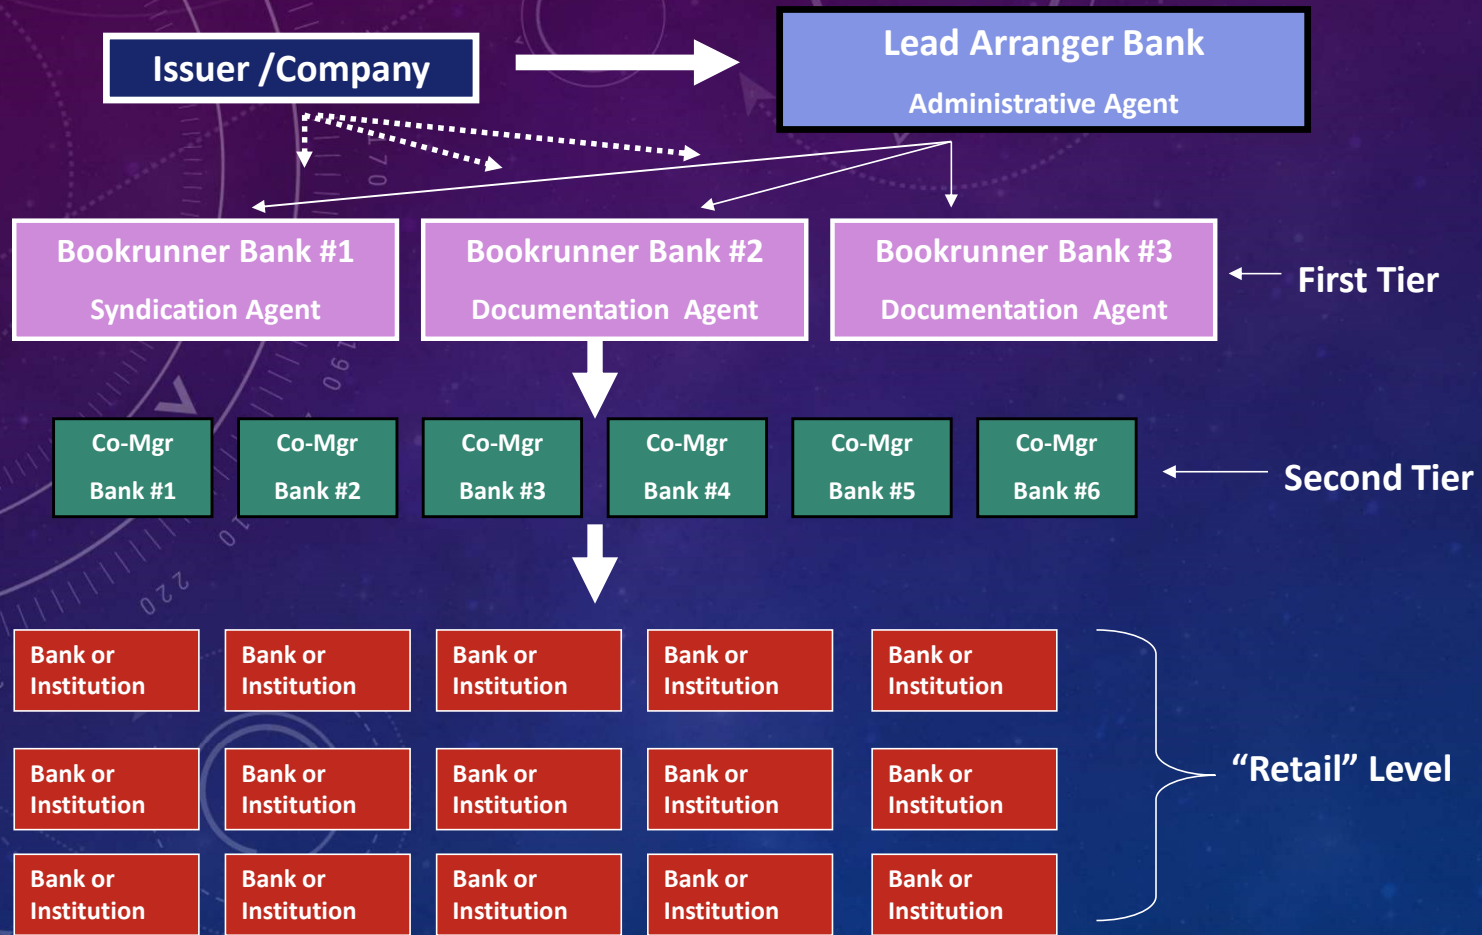 Issuer /Company
Lead Arranger Bank
Administrative Agent
170
Bookrunner Bank #1
Syndication Agent
Bookrunner Bank #2
Documentation Agent
Bookrunner Bank #3
Documentation Agent
First Tier
190
Co-Mgr
Bank #1
Co-Mgr
Bank #2
Co-Mgr
Bank #3
Co-Mgr
Bank #4
Co-Mgr
Bank #5
Co-Mgr
Bank #6
Second Tier
220
Bank or
Institution
Bank or
Institution
Bank or
Institution
Bank or
Institution
Bank or
Institution
Bank or
Institution
Bank or
Institution
Bank or
Institution
Bank or
Institution
Bank or
Institution
“Retail” Level
Bank or
Institution
Bank or
Institution
Bank or
Institution
Bank or
Institution
Bank or
Institution